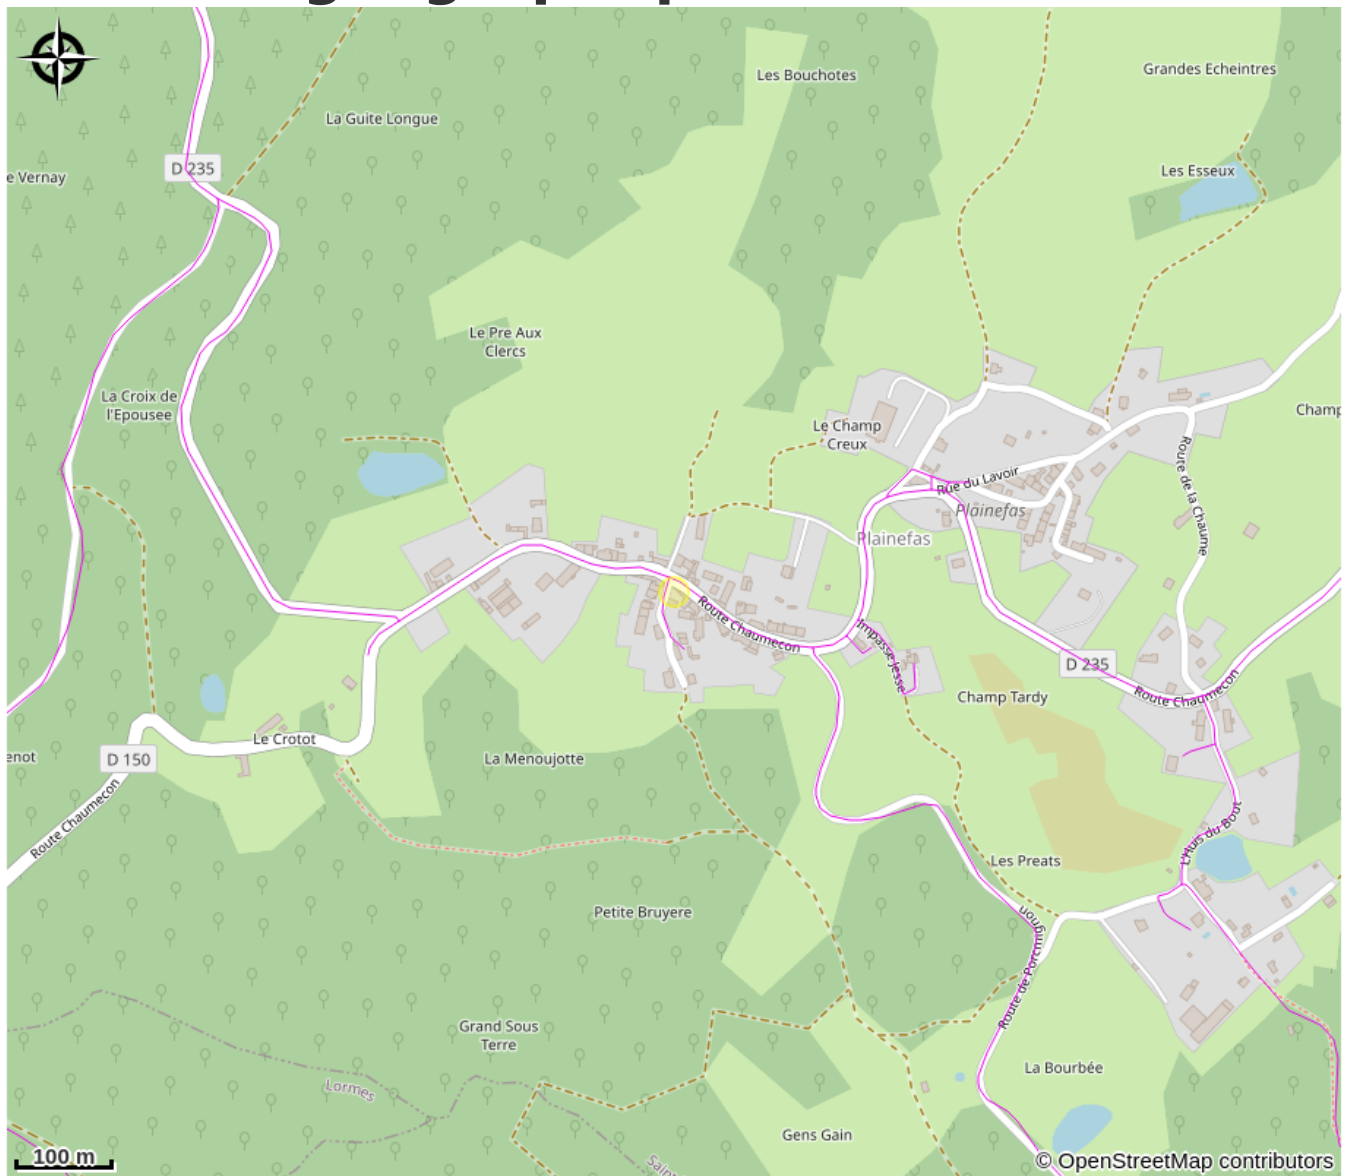 Les Bouchotes
Grandes Echeintres
La Guite Longue
D 235
e Vernay
Les Esseux
Le Pre Aux
Clercs
La Croix de
l'Epousee
Le Champ
Creux
Champ
Route de la Chaume
Rue du Lavoir
Plainefas
Plainefas
Route Chaumecon
Impasse Jesse
D 235
Route Chaumecon
Champ Tardy
Le Crotot
enot
D 150
La Menoujotte
Route Chaumecon
L'Huis du Bout
Les Preats
Petite Bruyere
Route de Porcmignon
Grand Sous
Terre
La Bourbée
Lormes
Gens Gain
100 m
Saint
© OpenStreetMap contributors